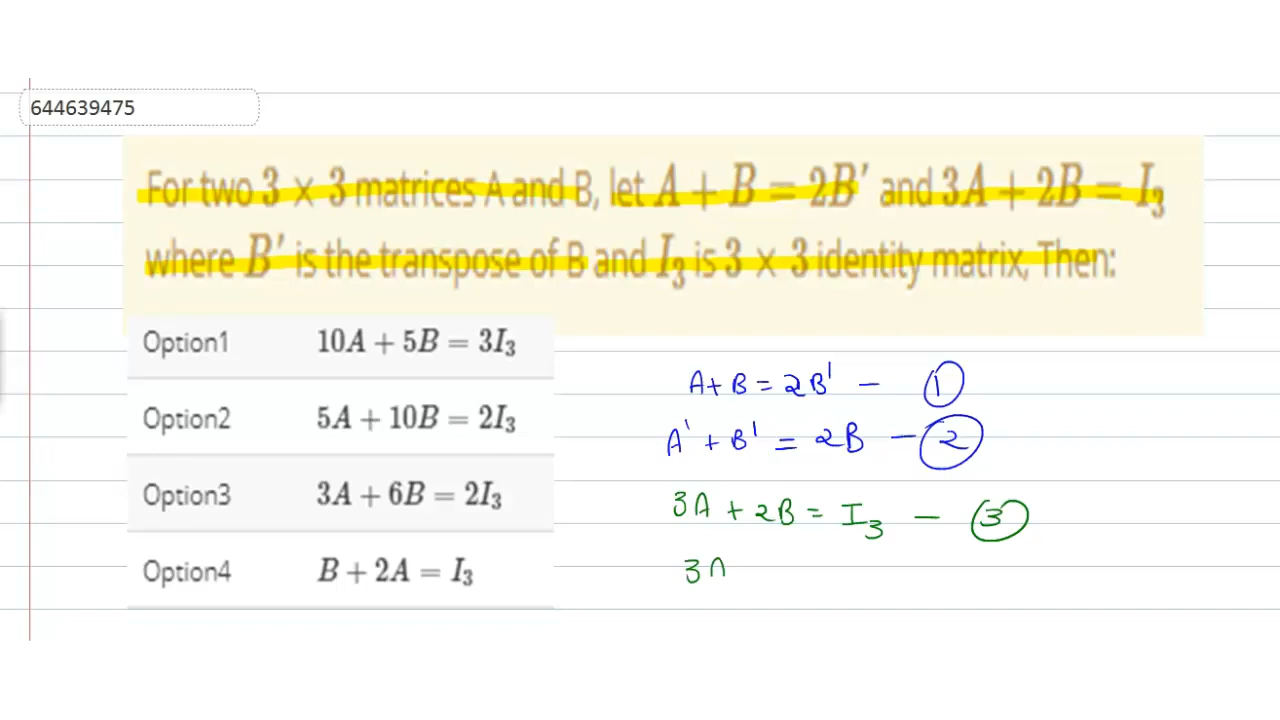 644639475
For two 3 × 3 matrices A and B, let A + B = 2B′ and 3A + 2B = I₃
where B′ is the transpose of B and I₃ is 3 × 3 identity matrix, Then:
Option1 10A + 5B = 3I₃
Option2 5A + 10B = 2I₃
Option3 3A + 6B = 2I₃
Option4 B + 2A = I₃
A + B = 2B' – 1
A' + B' = 2B – 2
3A + 2B = I₃ – 3
3A